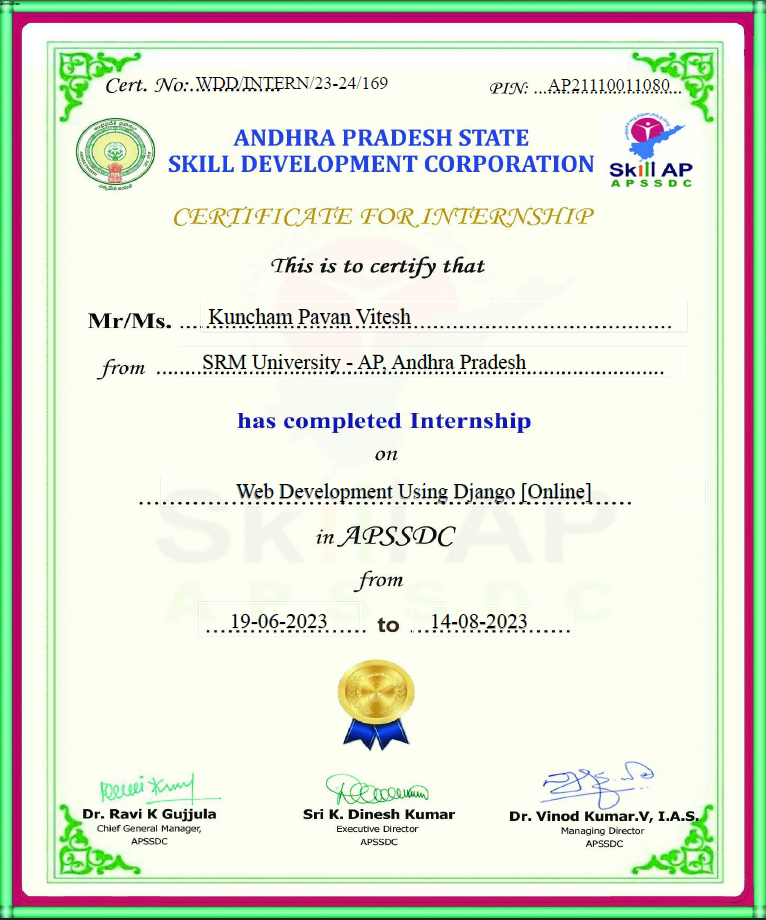 Cert. No:..WDD/INTERN/23-24/169
PIN: ...AP21110011080..
ANDHRA PRADESH STATE
SKILL DEVELOPMENT CORPORATION
Skill AP
APSSDC
CERTIFICATE FOR INTERNSHIP
This is to certify that
Mr/Ms. ....Kuncham Pavan Vitesh
from ....SRM University - AP, Andhra Pradesh
has completed Internship
on
Web Development Using Django [Online]
in APSSDC
from
19-06-2023 to 14-08-2023
Skill AP
APSSDC
Dr. Ravi K Gujjula
Chief General Manager,
APSSDC
Sri K. Dinesh Kumar
Executive Director
APSSDC
Dr. Vinod Kumar.V, I.A.S.
Managing Director
APSSDC